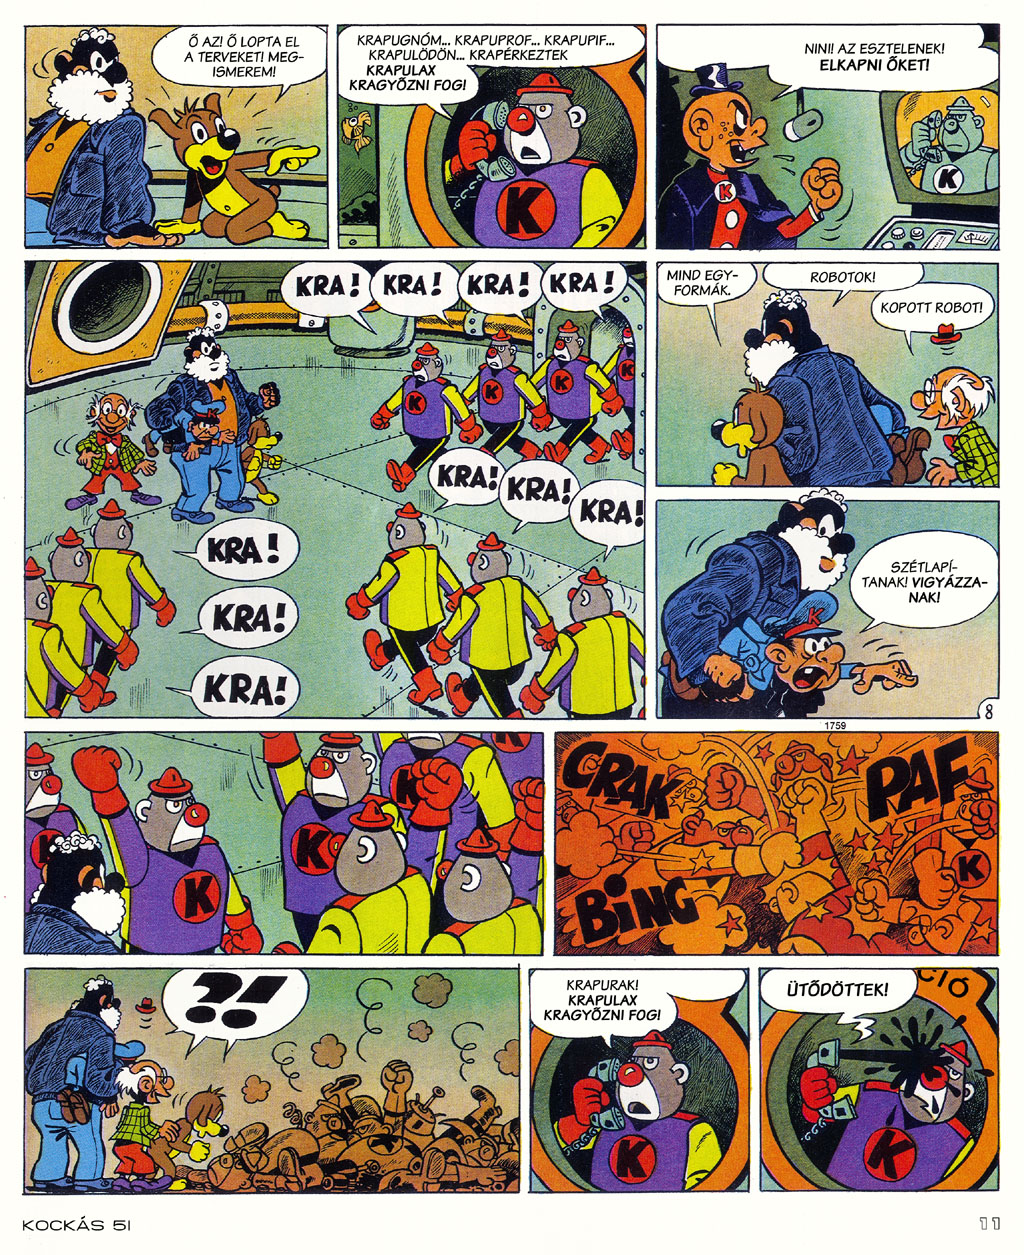 Ő AZ! Ő LOPTA EL
A TERVEKET! MEG-
ISMEREM!
KRAPUGNÓM... KRAPUPROF... KRAPUPIF...
KRAPULÖDÖN... KRAPÉRKEZTEK
KRAPULAX
KRAGYŐZNI FOG!
K
NINI! AZ ESZTELENEK!
ELKAPNI ŐKET!
K
K
KRA!
KRA!
KRA!
KRA!
K
K
K
K
KRA!
KRA!
KRA!
KRA!
KRA!
KRA!
MIND EGY-
FORMÁK.
ROBOTOK!
KOPOTT ROBOT!
SZÉTLAPÍ-
TANAK! VIGYÁZZA-
NAK!
K
8
1759
K
K
K
K
K
CRAK
PAF
BING
K
?!
KRAPURAK!
KRAPULAX
KRAGYŐZNI FOG!
K
CIÓ
ÜTŐDÖTTEK!
K
KOCKÁS 51
11